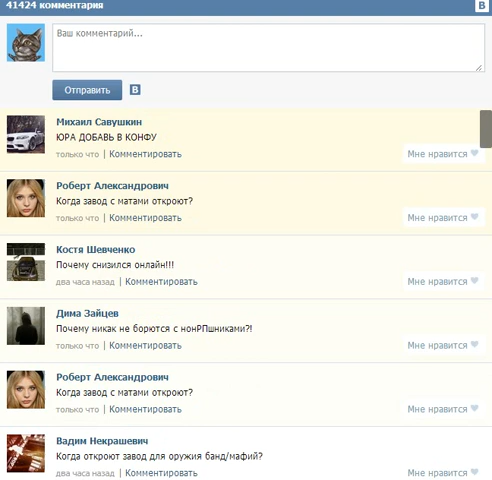 41424 комментария
В
Ваш комментарий...
Отправить
В
Михаил Савушкин
ЮРА ДОБАВЬ В КОНФУ
только что | Комментировать
Мне нравится
Роберт Александрович
Когда завод с матами откроют?
только что | Комментировать
Мне нравится
Костя Шевченко
Почему снизился онлайн!!!
два часа назад | Комментировать
Мне нравится
Дима Зайцев
Почему никак не борются с нонРПшниками?!
только что | Комментировать
Мне нравится
Роберт Александрович
Когда завод с матами откроют?
только что | Комментировать
Мне нравится
Вадим Некрашевич
Когда откроют завод для оружия банд/мафий?
два часа назад | Комментировать
Мне нравится